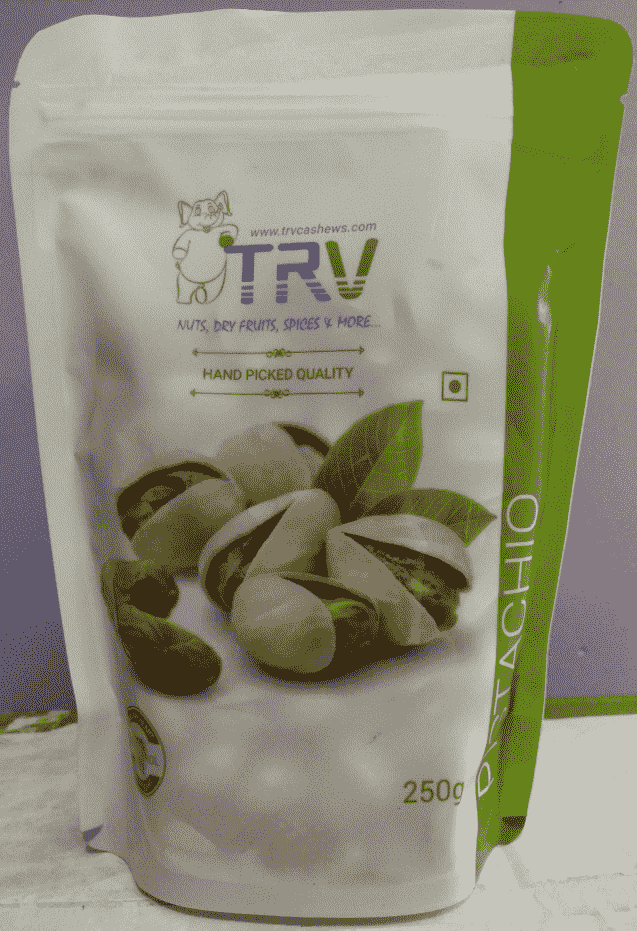 www.trvcashews.com
TRV
NUTS, DRY FRUITS, SPICES & MORE...
HAND PICKED QUALITY
PISTACHIO
250g